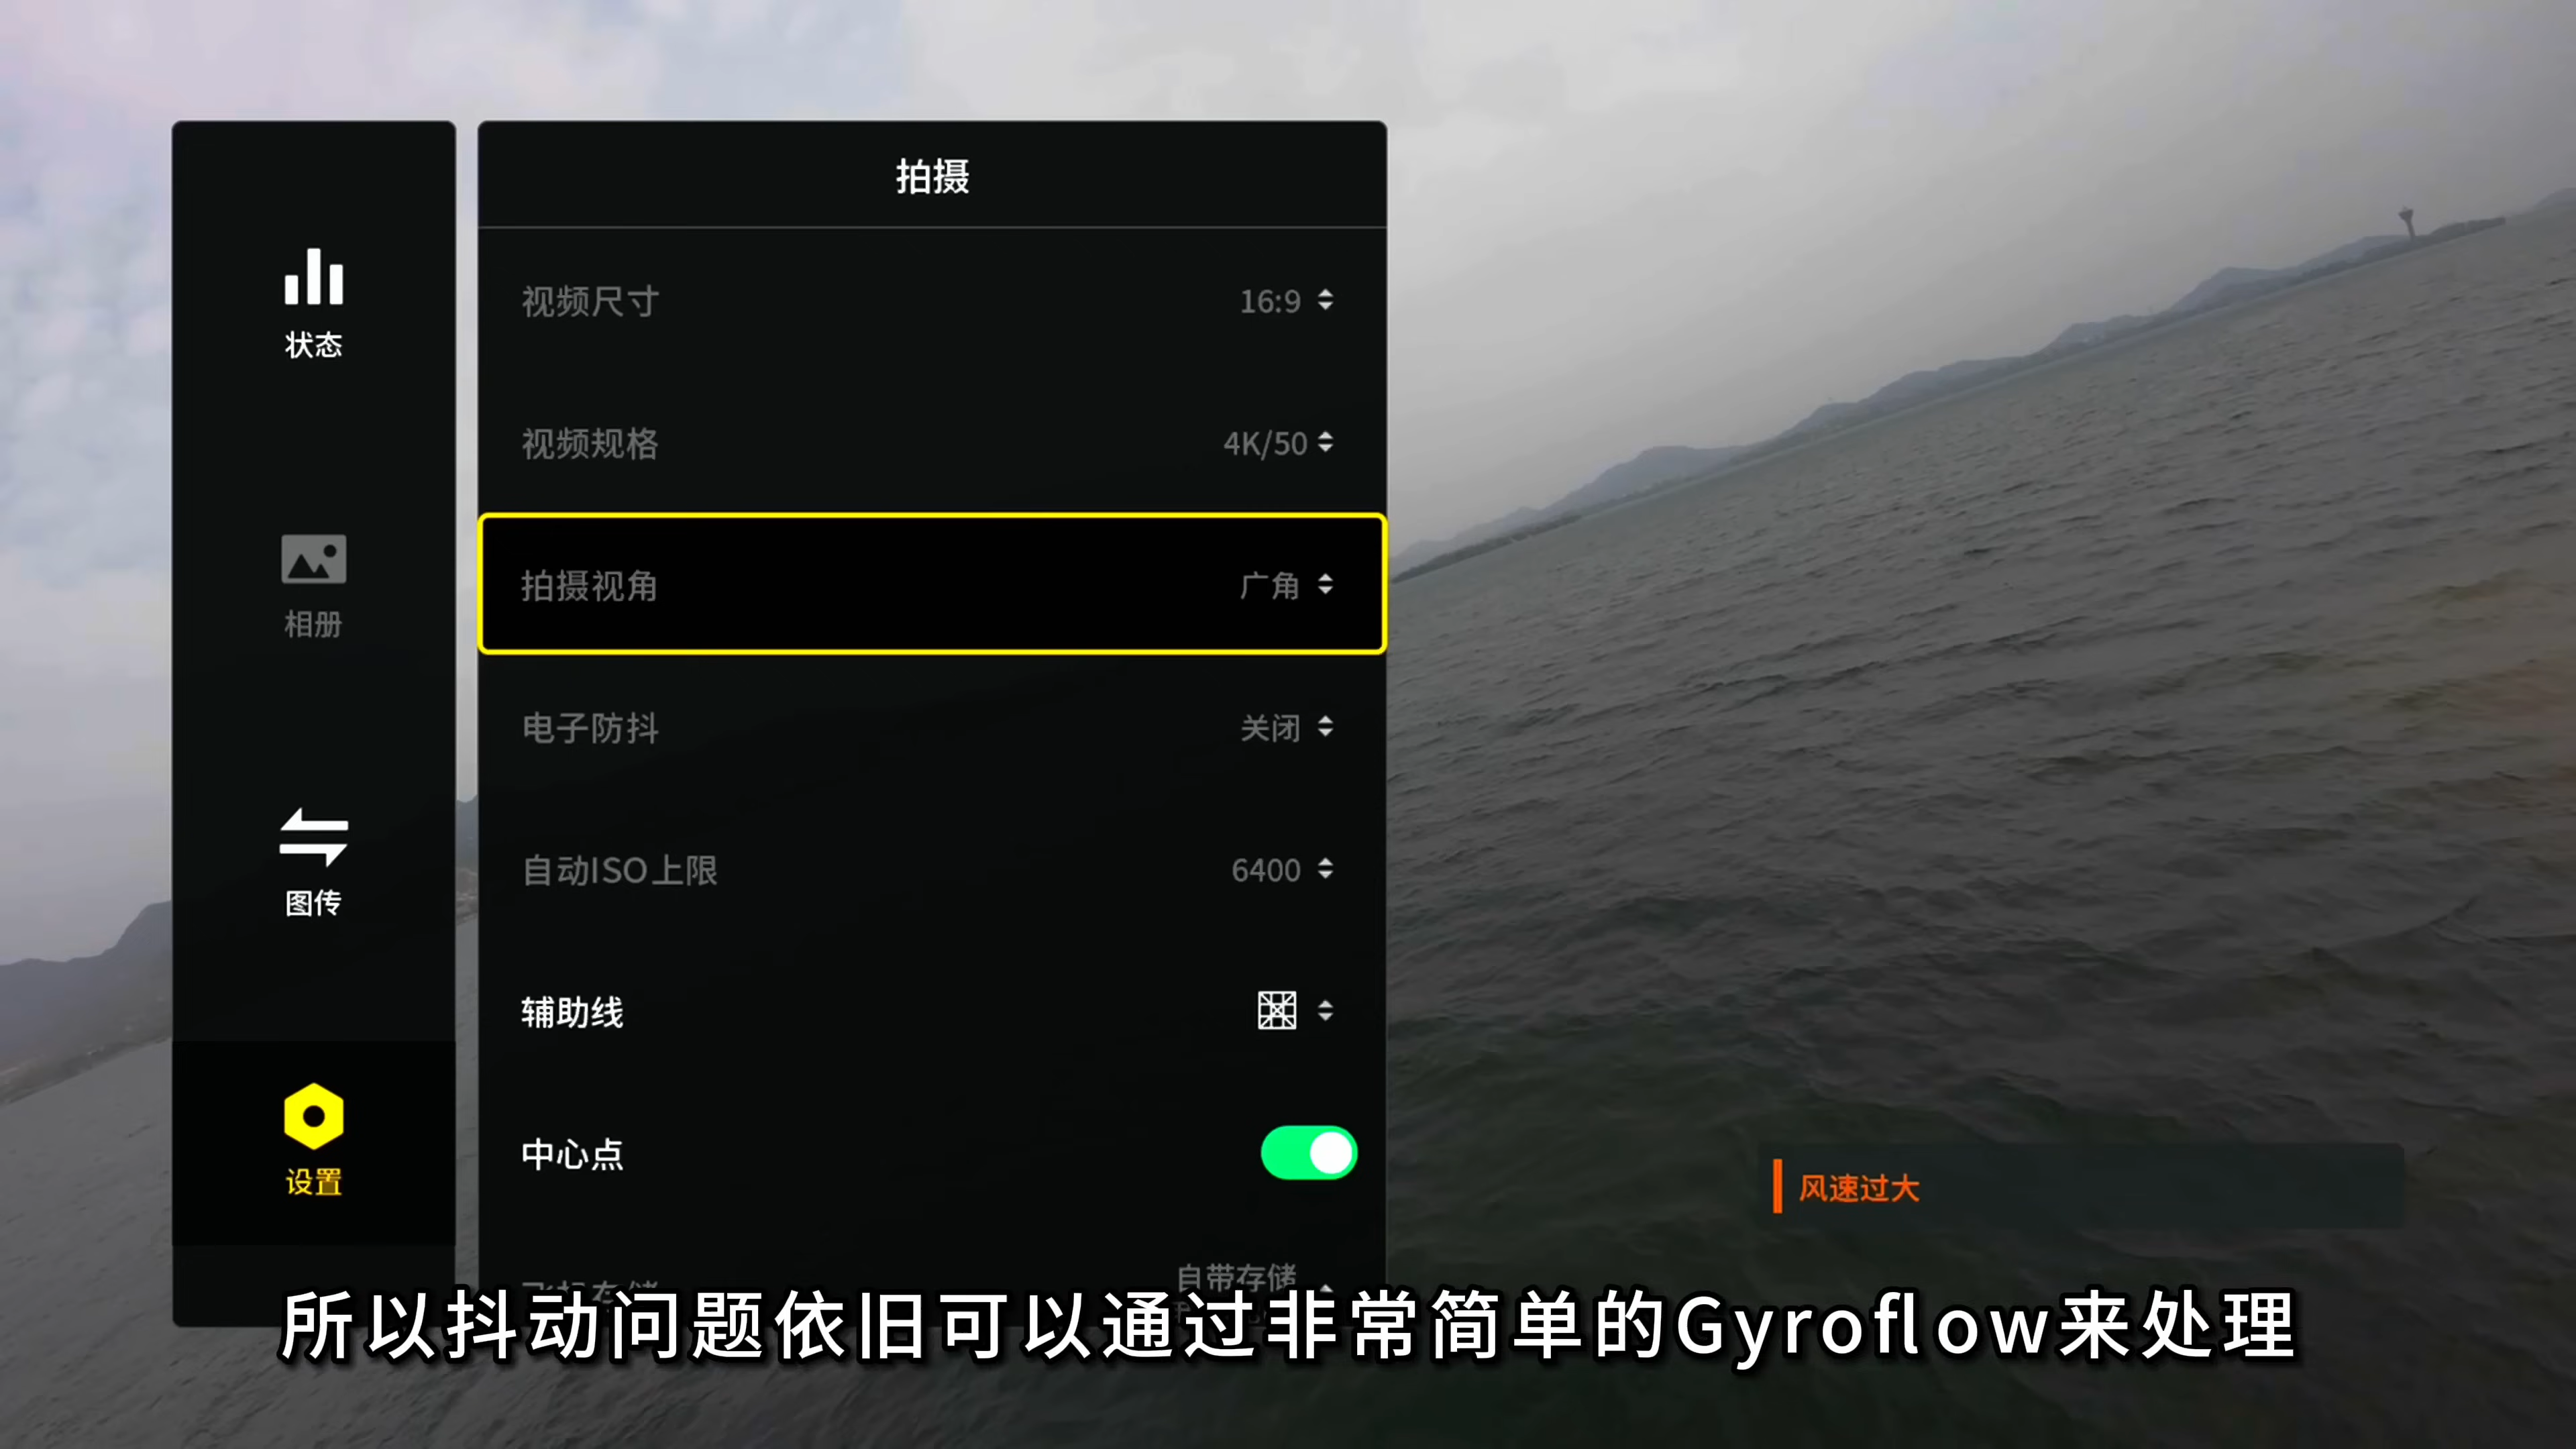 状态
相册
图传
设置
拍摄
视频尺寸 16:9
视频规格 4K/50
拍摄视角 广角
电子防抖 关闭
自动ISO上限 6400
辅助线
中心点
自带存储
风速过大
所以抖动问题依旧可以通过非常简单的Gyroflow来处理